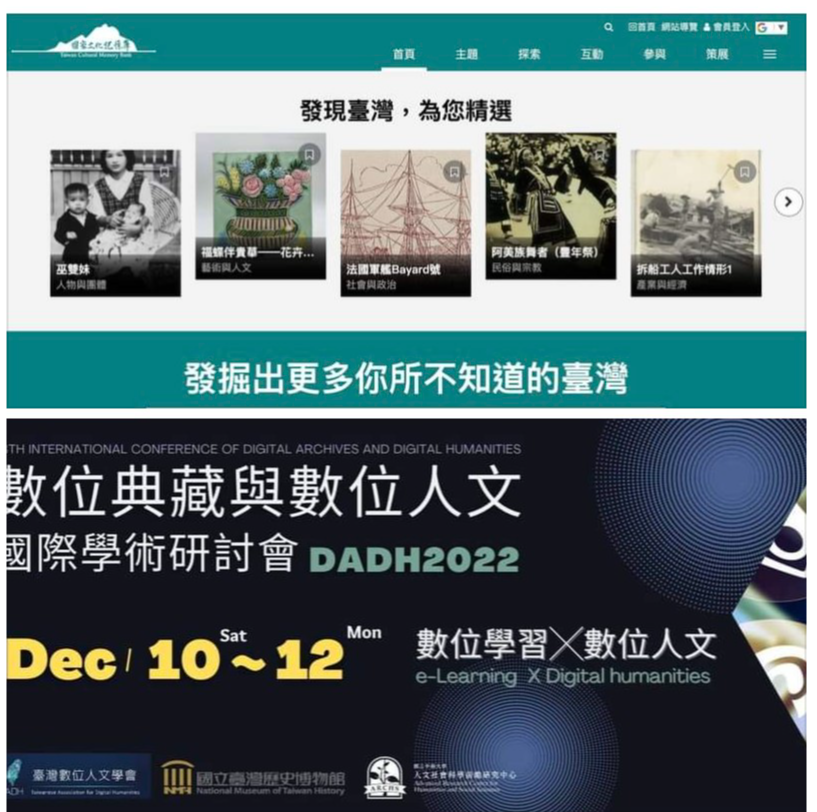 國家文化記憶庫
Taiwan Cultural Memory Bank
回首頁 網站導覽 會員登入 G
首頁 主題 探索 互動 參與 策展
發現臺灣，為您精選
巫雙妹
人物與團體
福蝶伴貴華——花卉...
藝術與人文
法國軍艦Bayard號
社會與政治
阿美族舞者（豐年祭）
民俗與宗教
拆船工人工作情形1
產業與經濟
發掘出更多你所不知道的臺灣
TH INTERNATIONAL CONFERENCE OF DIGITAL ARCHIVES AND DIGITAL HUMANITIES
數位典藏與數位人文
國際學術研討會 DADH2022
Dec / 10 Sat ~ 12 Mon
數位學習╳數位人文
e-Learning X Digital humanities
臺灣數位人文學會
Taiwanese Association for Digital Humanities
NMTH
國立臺灣歷史博物館
National Museum of Taiwan History
ARCHS
人文社會科學前瞻研究中心
Advanced Research Center for
Humanities and Social Sciences